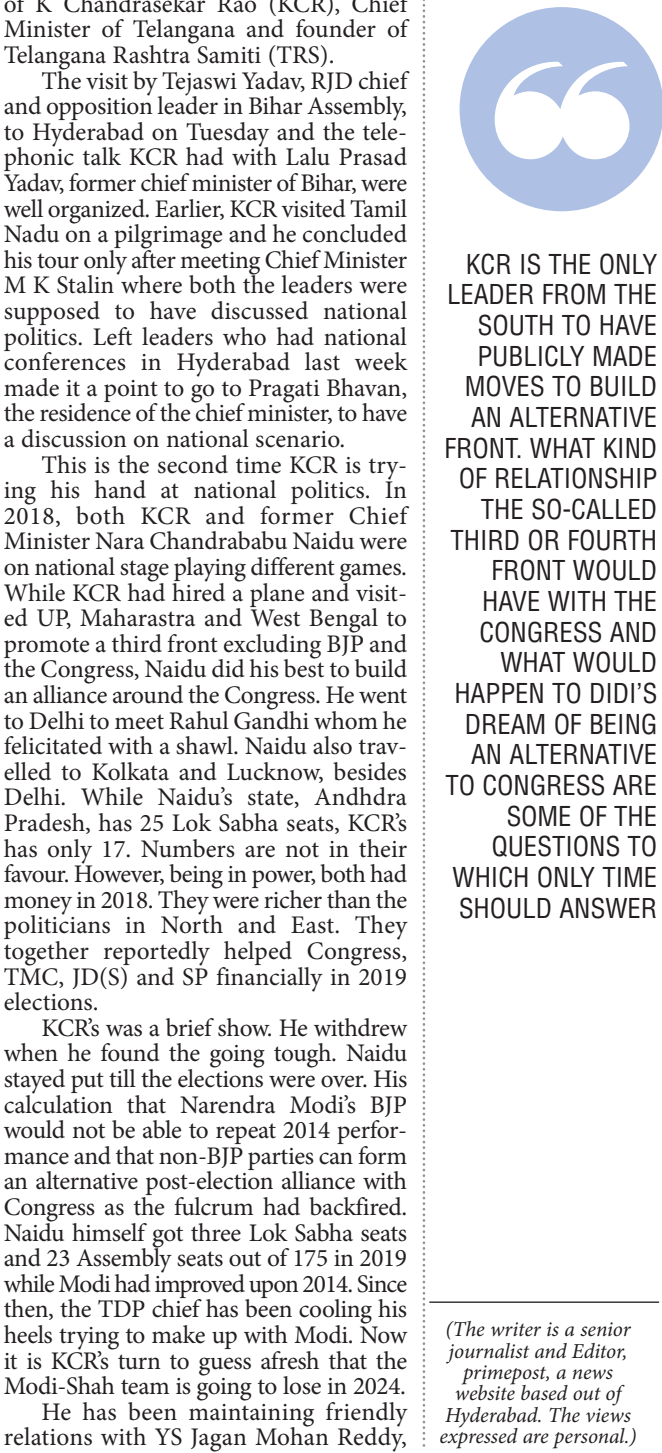 of K Chandrasekar Rao (KCR), Chief
Minister of Telangana and founder of
Telangana Rashtra Samiti (TRS).
The visit by Tejaswi Yadav, RJD chief
and opposition leader in Bihar Assembly,
to Hyderabad on Tuesday and the tele-
phonic talk KCR had with Lalu Prasad
Yadav, former chief minister of Bihar, were
well organized. Earlier, KCR visited Tamil
Nadu on a pilgrimage and he concluded
his tour only after meeting Chief Minister
M K Stalin where both the leaders were
supposed to have discussed national
politics. Left leaders who had national
conferences in Hyderabad last week
made it a point to go to Pragati Bhavan,
the residence of the chief minister, to have
a discussion on national scenario.
This is the second time KCR is try-
ing his hand at national politics. In
2018, both KCR and former Chief
Minister Nara Chandrababu Naidu were
on national stage playing different games.
While KCR had hired a plane and visit-
ed UP, Maharastra and West Bengal to
promote a third front excluding BJP and
the Congress, Naidu did his best to build
an alliance around the Congress. He went
to Delhi to meet Rahul Gandhi whom he
felicitated with a shawl. Naidu also trav-
elled to Kolkata and Lucknow, besides
Delhi. While Naidu's state, Andhdra
Pradesh, has 25 Lok Sabha seats, KCR's
has only 17. Numbers are not in their
favour. However, being in power, both had
money in 2018. They were richer than the
politicians in North and East. They
together reportedly helped Congress,
TMC, JD(S) and SP financially in 2019
elections.
KCR's was a brief show. He withdrew
when he found the going tough. Naidu
stayed put till the elections were over. His
calculation that Narendra Modi's BJP
would not be able to repeat 2014 perfor-
mance and that non-BJP parties can form
an alternative post-election alliance with
Congress as the fulcrum had backfired.
Naidu himself got three Lok Sabha seats
and 23 Assembly seats out of 175 in 2019
while Modi had improved upon 2014. Since
then, the TDP chief has been cooling his
heels trying to make up with Modi. Now
it is KCR's turn to guess afresh that the
Modi-Shah team is going to lose in 2024.
He has been maintaining friendly
relations with YS Jagan Mohan Reddy,
“
KCR IS THE ONLY
LEADER FROM THE
SOUTH TO HAVE
PUBLICLY MADE
MOVES TO BUILD
AN ALTERNATIVE
FRONT. WHAT KIND
OF RELATIONSHIP
THE SO-CALLED
THIRD OR FOURTH
FRONT WOULD
HAVE WITH THE
CONGRESS AND
WHAT WOULD
HAPPEN TO DIDI'S
DREAM OF BEING
AN ALTERNATIVE
TO CONGRESS ARE
SOME OF THE
QUESTIONS TO
WHICH ONLY TIME
SHOULD ANSWER
(The writer is a senior
journalist and Editor,
primepost, a news
website based out of
Hyderabad. The views
expressed are personal.)